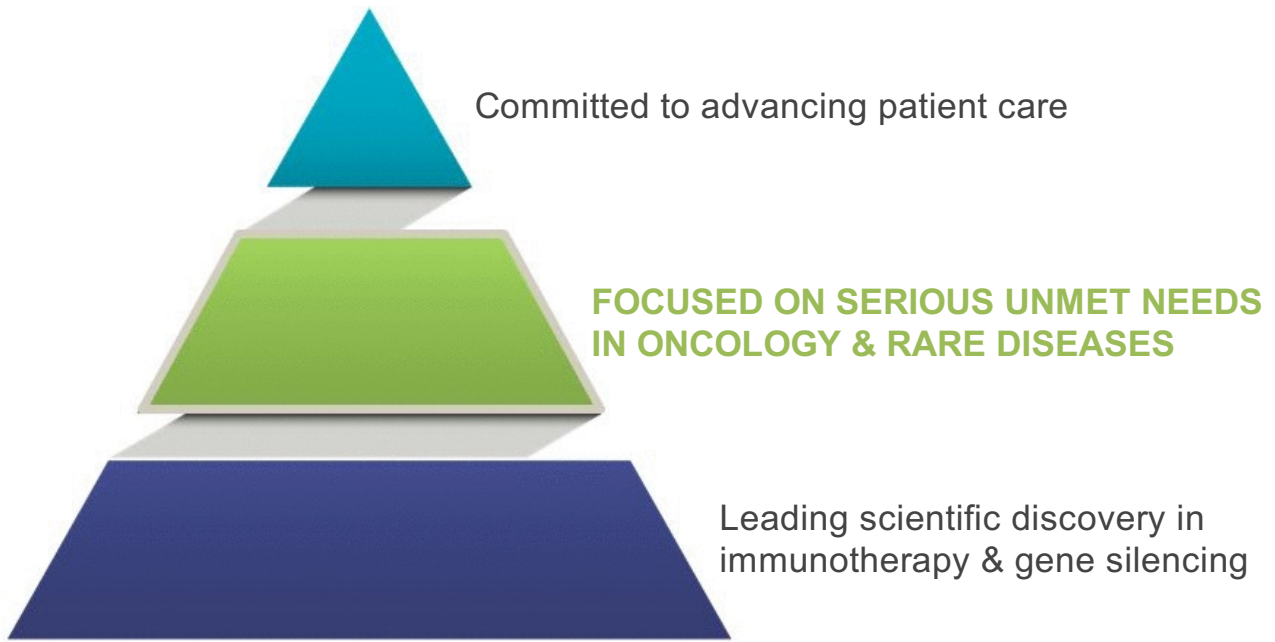 Committed to advancing patient care
FOCUSED ON SERIOUS UNMET NEEDS
IN ONCOLOGY & RARE DISEASES
Leading scientific discovery in
immunotherapy & gene silencing